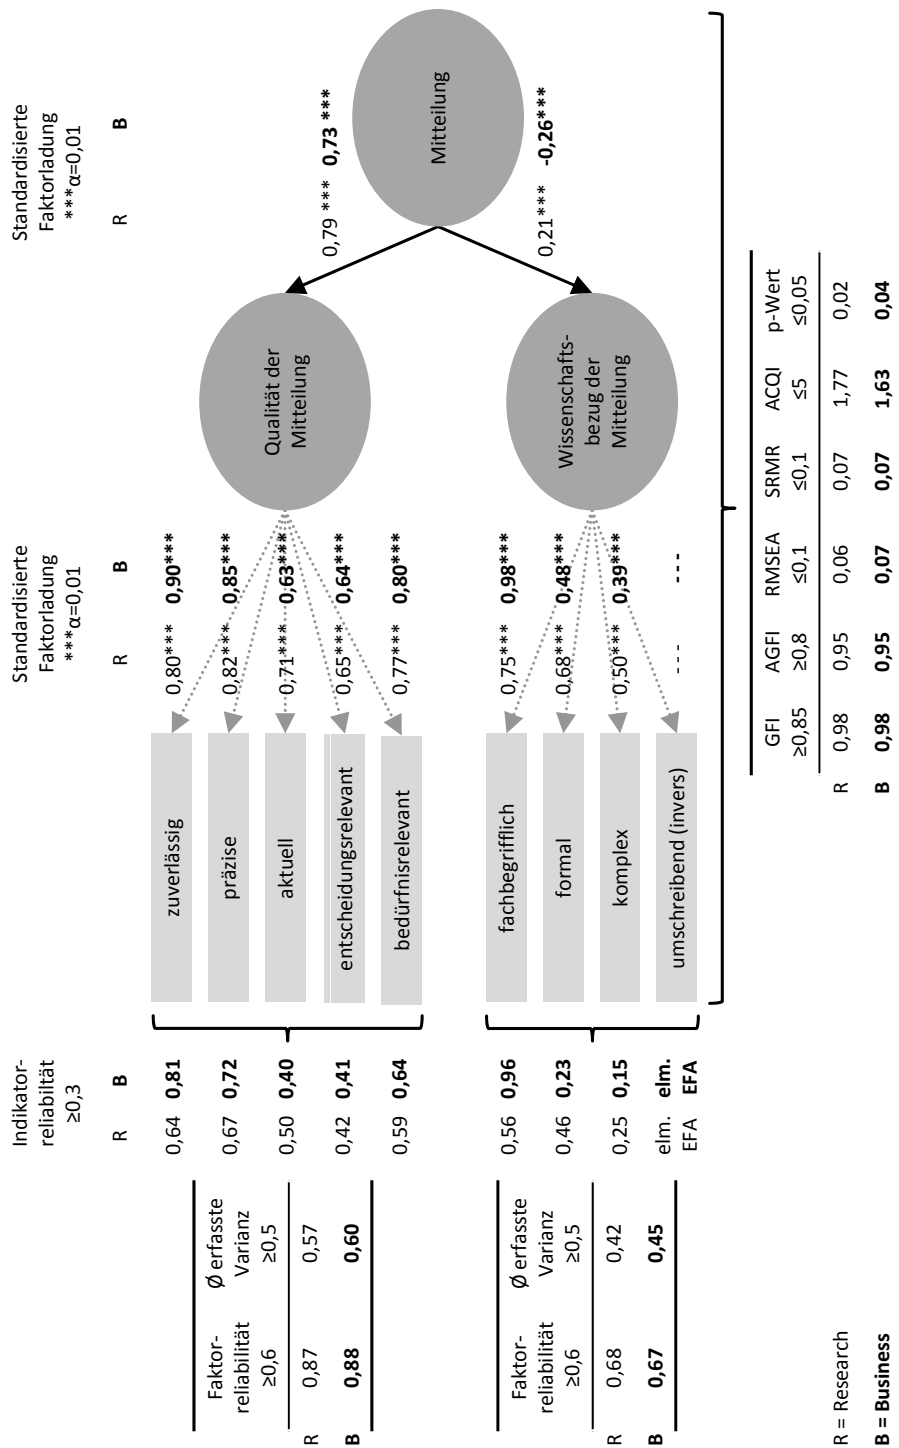 Indikator-
reliabiltät
≥0,3
Standardisierte
Faktorladung
***α=0,01
Standardisierte
Faktorladung
***α=0,01
R B
R B
R B
Faktor-
reliabilität
≥0,6
Ø erfasste
Varianz
≥0,5
R 0,87 0,57
B 0,88 0,60
0,64 0,81
zuverlässig
0,80*** 0,90***
0,67 0,72
präzise
0,82*** 0,85***
0,50 0,40
aktuell
0,71*** 0,63***
0,42 0,41
entscheidungsrelevant
0,65*** 0,64***
0,59 0,64
bedürfnisrelevant
0,77*** 0,80***
Qualität der
Mitteilung
0,79 *** 0,73 ***
Mitteilung
0,21*** -0,26***
Faktor-
reliabilität
≥0,6
Ø erfasste
Varianz
≥0,5
R 0,68 0,42
B 0,67 0,45
0,56 0,96
fachbegrifflich
0,75*** 0,98***
0,46 0,23
formal
0,68*** 0,48***
0,25 0,15
komplex
0,50*** 0,39***
elm. elm.
EFA EFA
umschreibend (invers)
--- ---
Wissenschafts-
bezug der
Mitteilung
GFI AGFI RMSEA SRMR ACQI p-Wert
≥0,85 ≥0,8 ≤0,1 ≤0,1 ≤5 ≤0,05
R 0,98 0,95 0,06 0,07 1,77 0,02
B 0,98 0,95 0,07 0,07 1,63 0,04
R = Research
B = Business